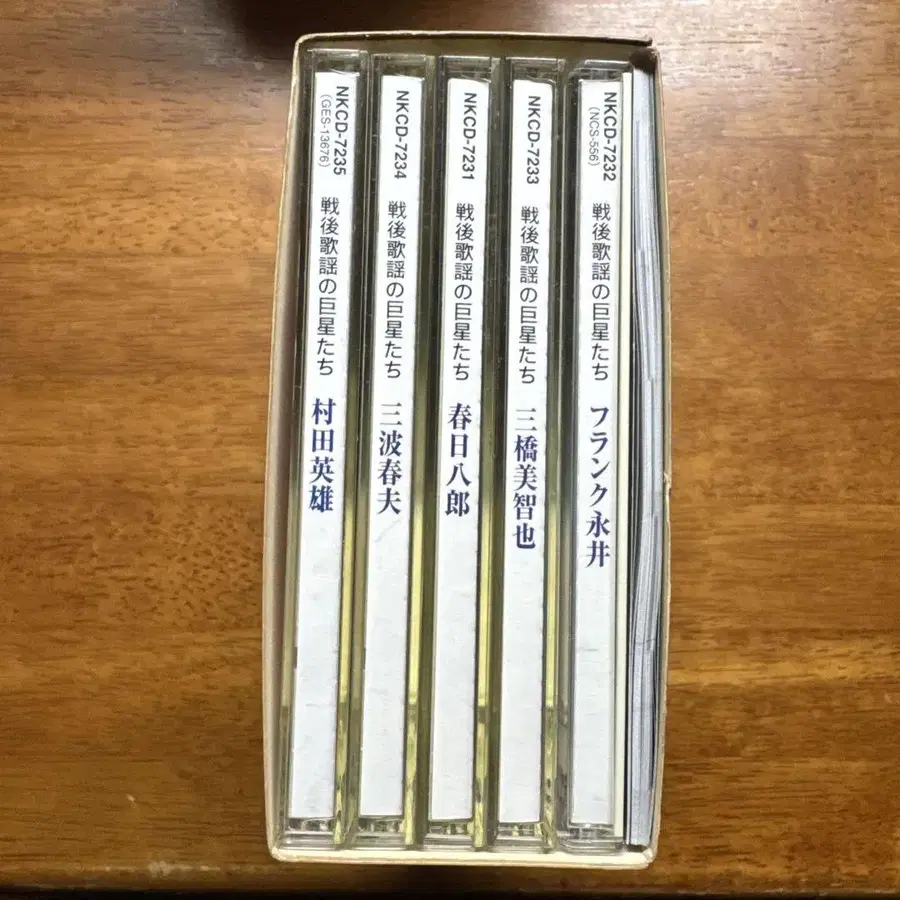 NKCD-7235
(GES-13676)
戦後歌謡の巨星たち 村田英雄
NKCD-7234
戦後歌謡の巨星たち 三波春夫
NKCD-7231
戦後歌謡の巨星たち 春日八郎
NKCD-7233
戦後歌謡の巨星たち 三橋美智也
NKCD-7232
(NCS-556)
戦後歌謡の巨星たち フランク永井